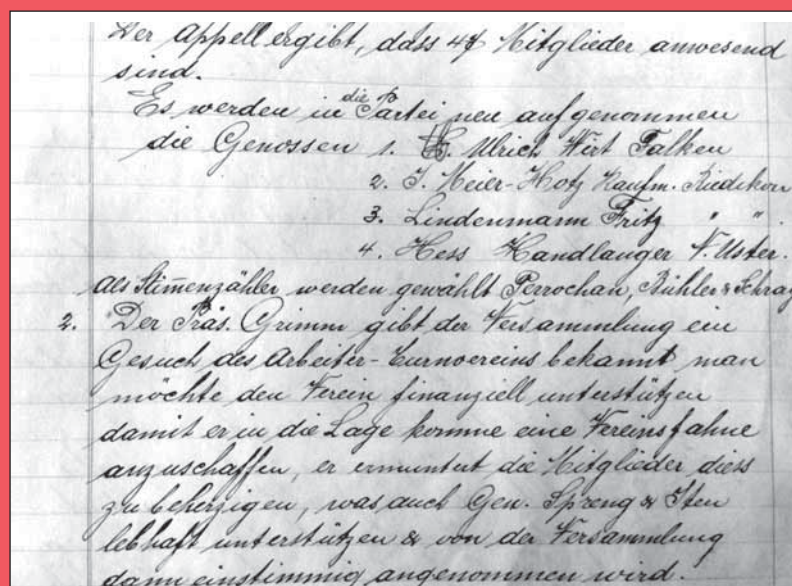 Der Appell ergibt, dass 47 Mitglieder anwesend
sind.
Es werden in die Partei neu aufgenommen
die Genossen 1. H. Ulrich Wirt Falken
2. J. Meier-Hotz Kaufm. Riedikon
3. Lindenmann Fritz " "
4. Hess Handlanger N. Uster.
Als Stimmenzähler werden gewählt Perrochan, Bühler & Schrag
2. Der Präs. Grimm gibt der Versammlung ein
Gesuch des Arbeiter-Turnvereins bekannt man
möchte den Verein finanziell unterstützen
damit er in die Lage komme eine Vereinsfahne
anzuschaffen, er ermuntert die Mitglieder diess
zu beherzigen, was auch Gen. Spreng & Iten
lebhaft unterstützen & von der Versammlung
dann einstimmig angenommen wird.